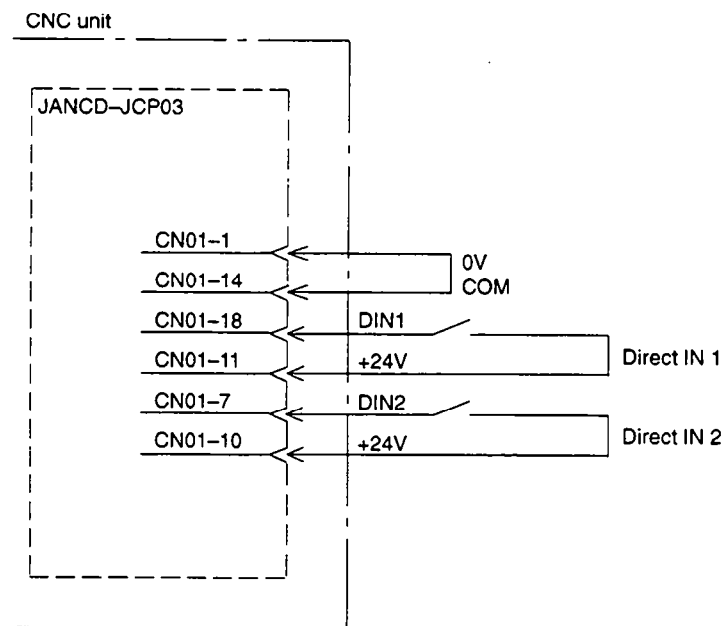 CNC unit
JANCD–JCP03
CN01–1
0V
CN01–14
COM
CN01–18
DIN1
CN01–11
+24V
Direct IN 1
CN01–7
DIN2
CN01–10
+24V
Direct IN 2